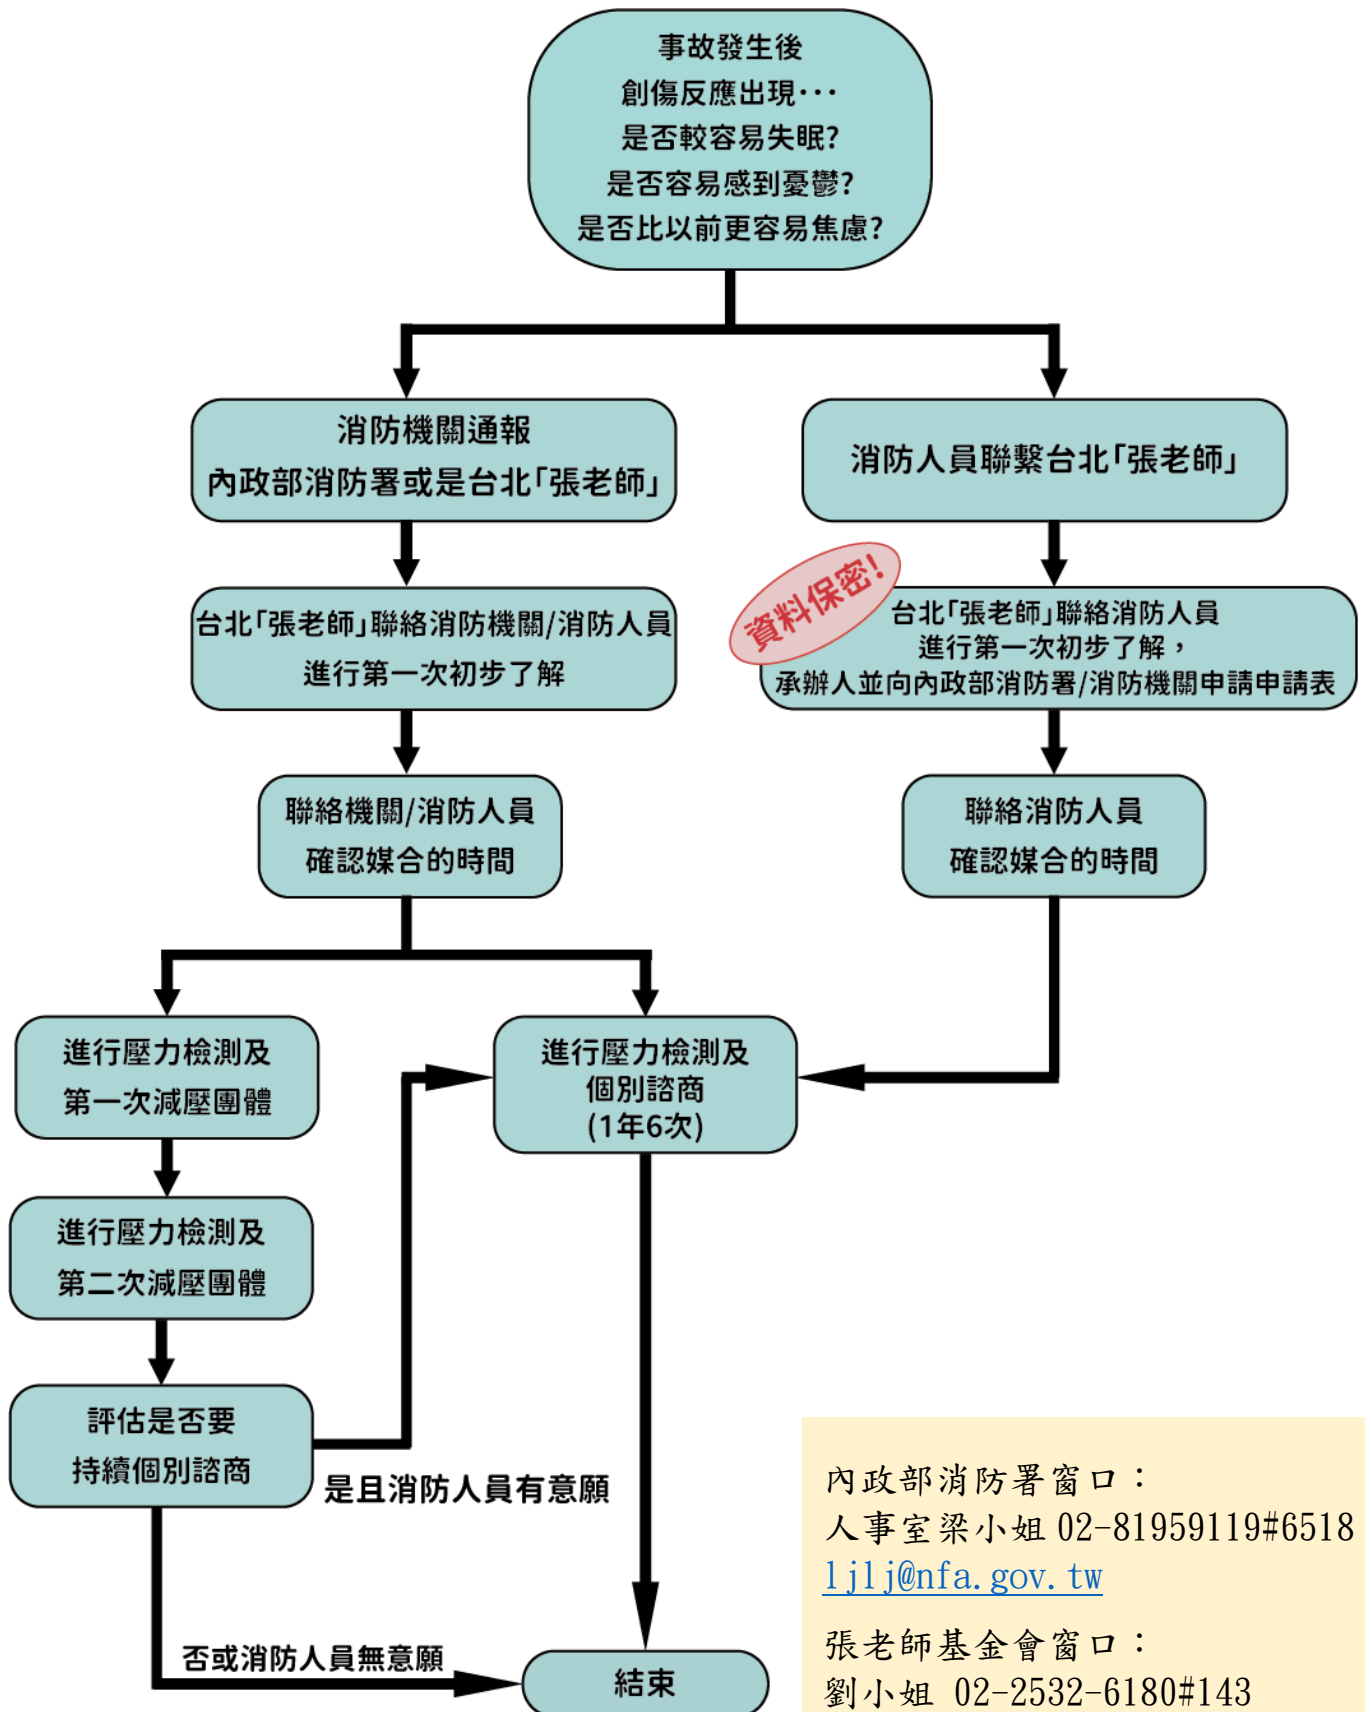 事故發生後
創傷反應出現···
是否較容易失眠?
是否容易感到憂鬱?
是否比以前更容易焦慮?
消防機關通報
內政部消防署或是台北「張老師」
消防人員聯繫台北「張老師」
資料保密!
台北「張老師」聯絡消防機關/消防人員
進行第一次初步了解
台北「張老師」聯絡消防人員
進行第一次初步了解，
承辦人並向內政部消防署/消防機關申請申請表
聯絡機關/消防人員
確認媒合的時間
聯絡消防人員
確認媒合的時間
進行壓力檢測及
第一次減壓團體
進行壓力檢測及
個別諮商
(1年6次)
進行壓力檢測及
第二次減壓團體
評估是否要
持續個別諮商
是且消防人員有意願
否或消防人員無意願
結束
內政部消防署窗口：
人事室梁小姐 02-81959119#6518
ljlj@nfa.gov.tw
張老師基金會窗口：
劉小姐 02-2532-6180#143